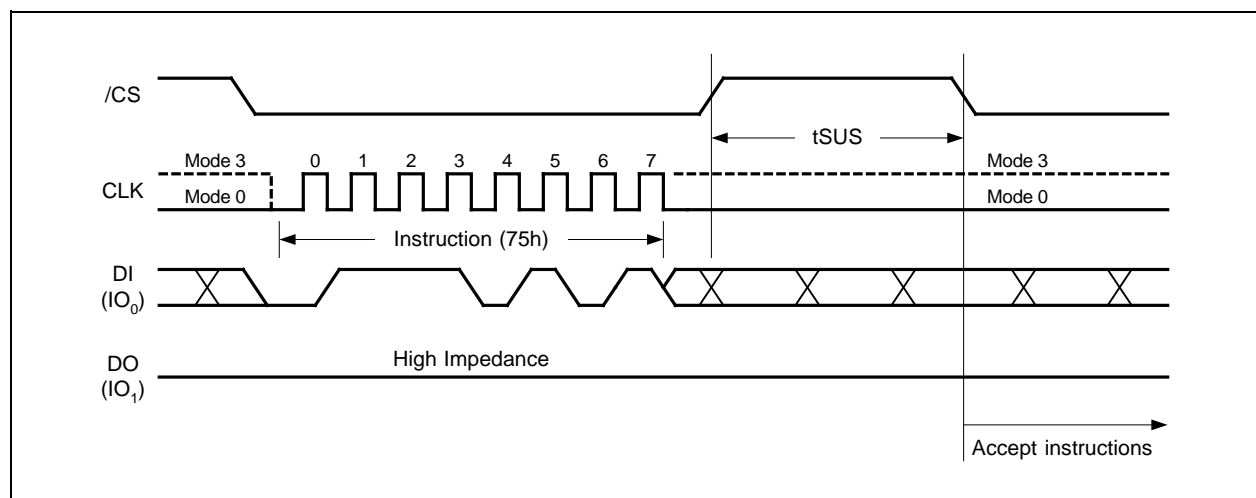 /CS
tSUS
Mode 3
0 1 2 3 4 5 6 7
Mode 3
CLK
Mode 0
Mode 0
Instruction (75h)
DI
(IO0)
High Impedance
DO
(IO1)
Accept instructions